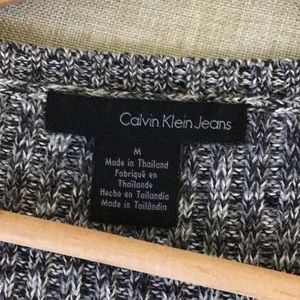 Calvin Klein Jeans
M
Made in Thailand
Fabriqué en
Thaïlande
Hecho en Tailandia
Made in Tailândia